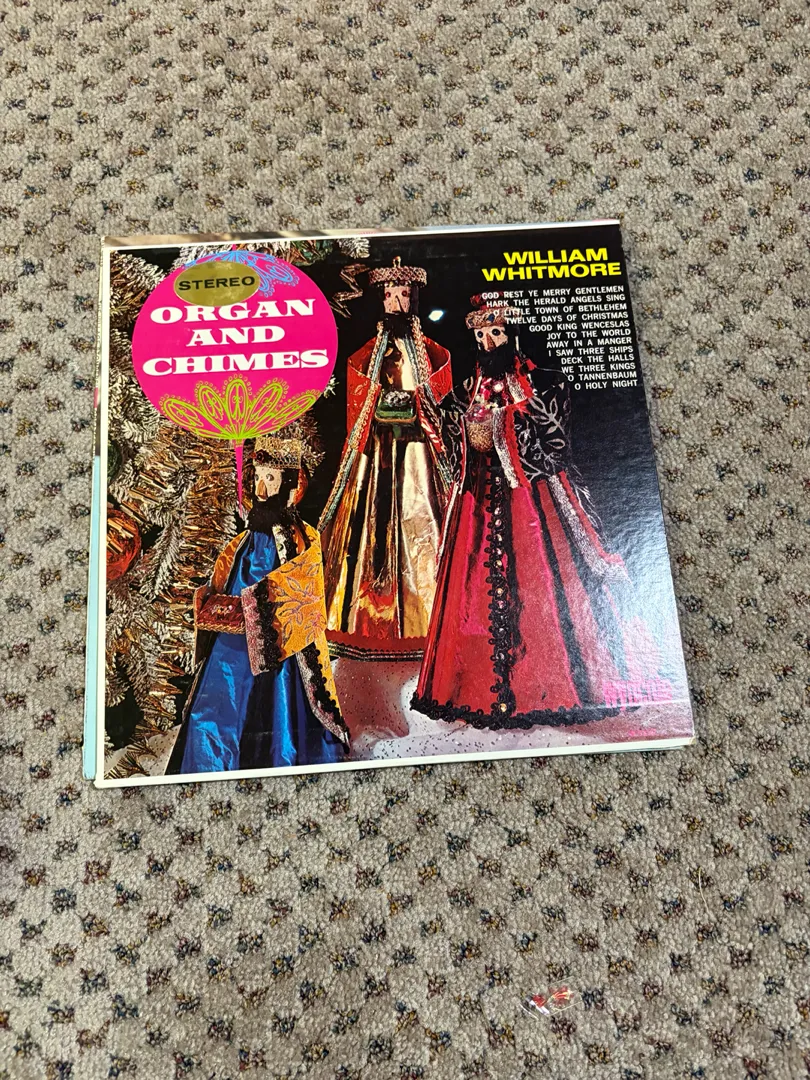 STEREO
ORGAN
AND
CHIMES
WILLIAM
WHITMORE
GOD REST YE MERRY GENTLEMEN
HARK THE HERALD ANGELS SING
O LITTLE TOWN OF BETHLEHEM
TWELVE DAYS OF CHRISTMAS
GOOD KING WENCESLAS
JOY TO THE WORLD
AWAY IN A MANGER
I SAW THREE SHIPS
DECK THE HALLS
WE THREE KINGS
O TANNENBAUM
O HOLY NIGHT